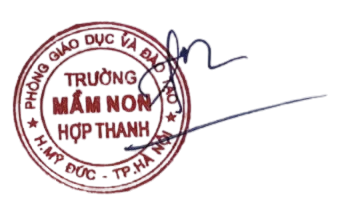 PHÒNG GIÁO DỤC VÀ ĐÀO TẠO
TRƯỜNG
MẦM NON
HỢP THANH
★ H.MỸ ĐỨC - TP.HÀ NỘI ★